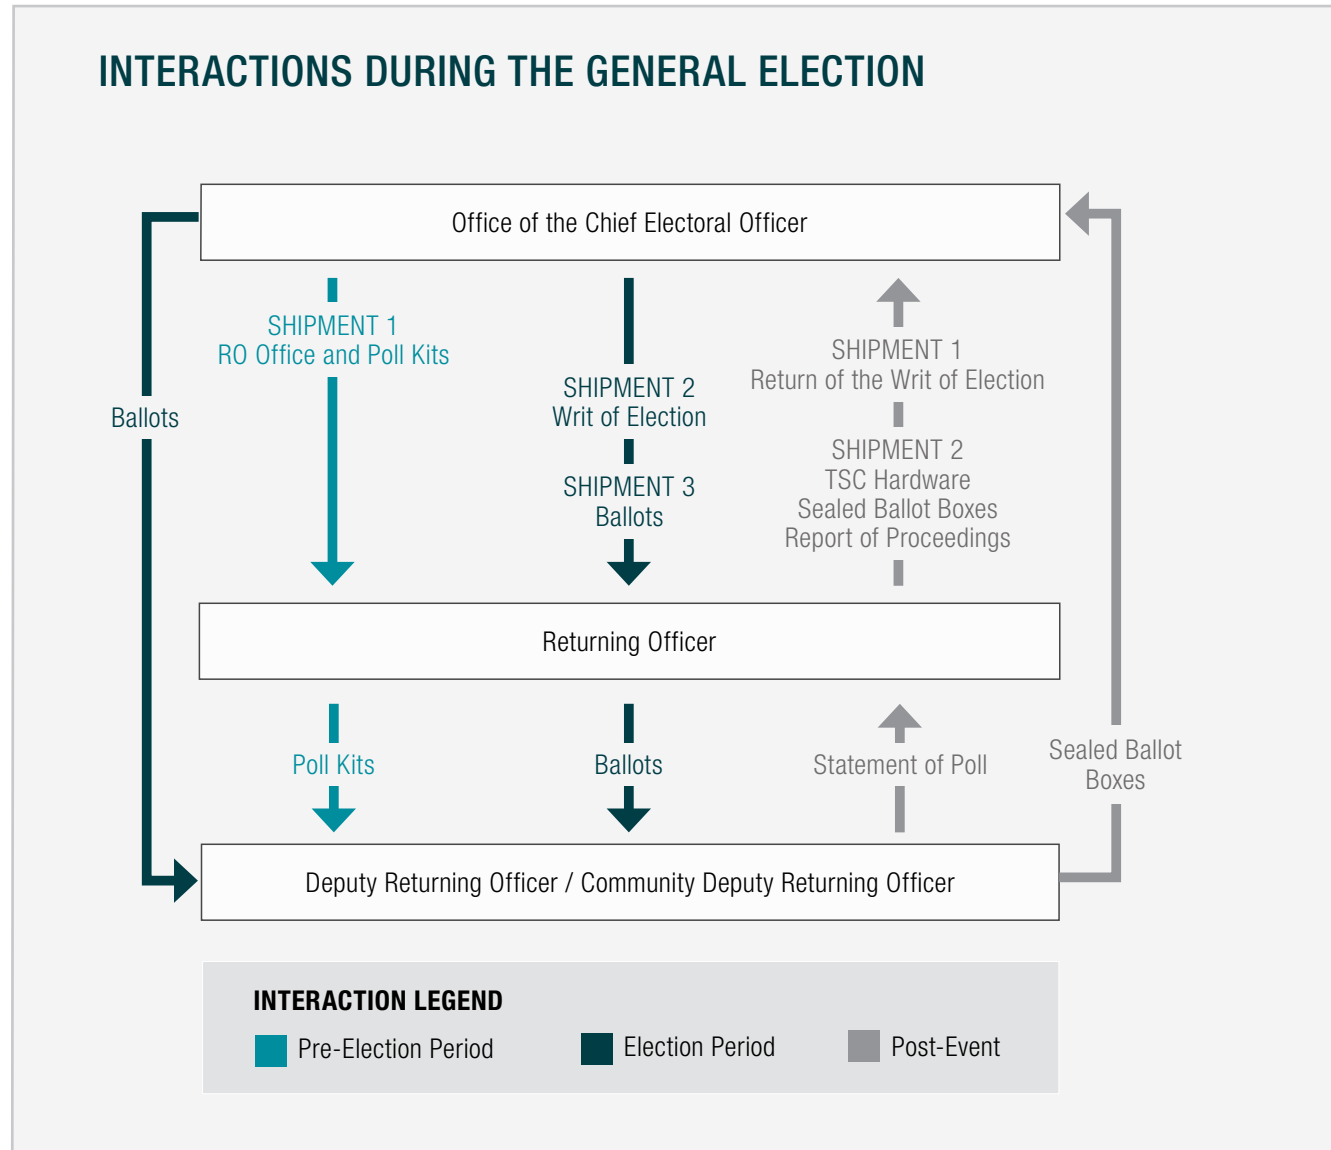 INTERACTIONS DURING THE GENERAL ELECTION
Office of the Chief Electoral Officer
Ballots
SHIPMENT 1
RO Office and Poll Kits
SHIPMENT 2
Writ of Election
SHIPMENT 3
Ballots
SHIPMENT 1
Return of the Writ of Election
SHIPMENT 2
TSC Hardware
Sealed Ballot Boxes
Report of Proceedings
Returning Officer
Poll Kits
Ballots
Statement of Poll
Sealed Ballot
Boxes
Deputy Returning Officer / Community Deputy Returning Officer
INTERACTION LEGEND
Pre-Election Period
Election Period
Post-Event